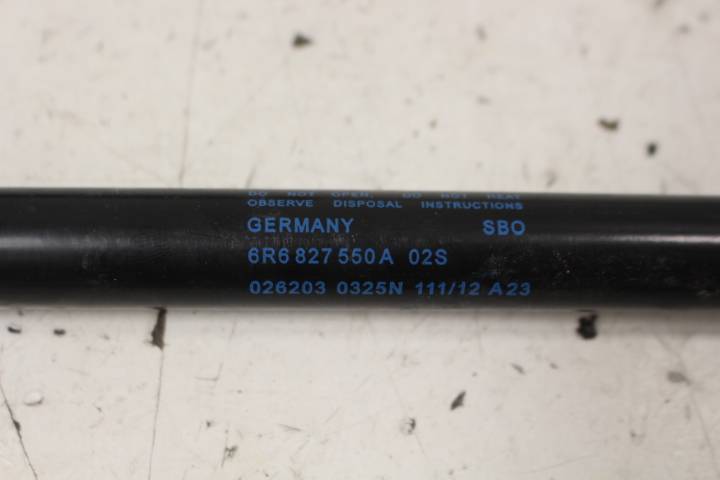 DO NOT OPEN. DO NOT HEAT
OBSERVE DISPOSAL INSTRUCTIONS
GERMANY SBO
6R6 827 550 A 02S
026203 0325N 111/12 A23